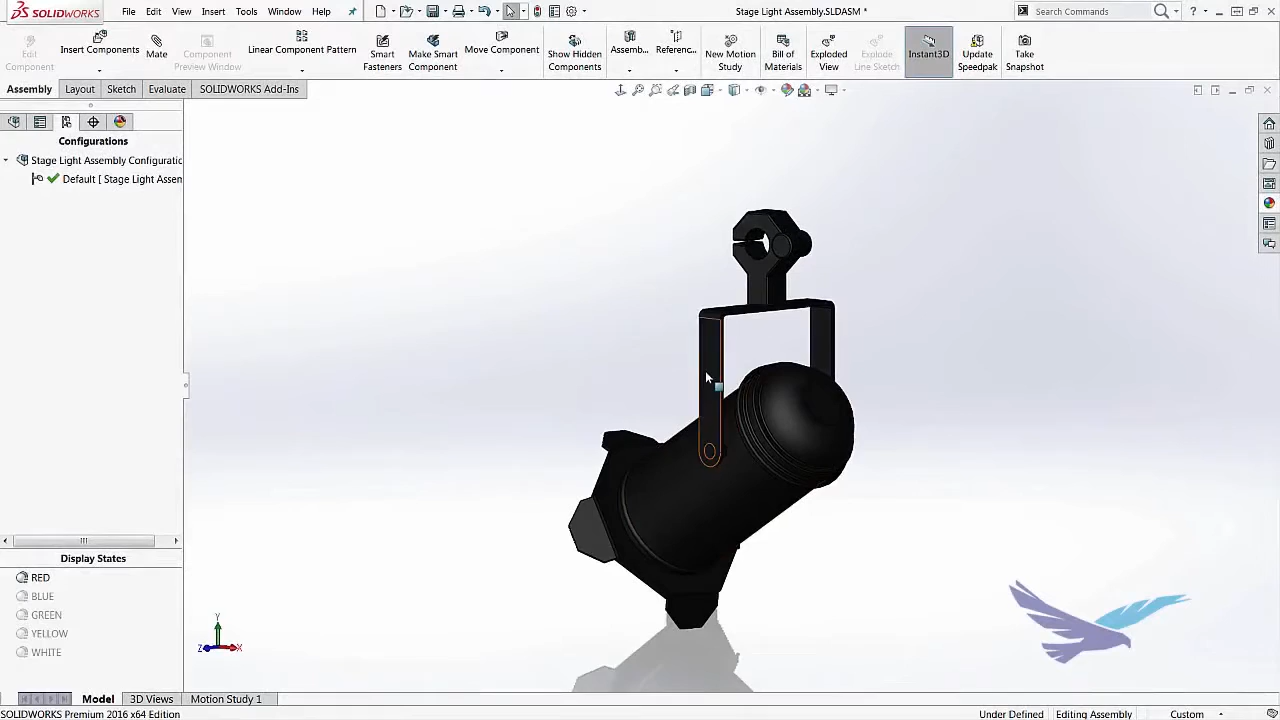 SOLIDWORKS File Edit View Insert Tools Window Help Stage Light Assembly.SLDASM * Search Commands ?
Edit Component Insert Components Mate Component Preview Window Linear Component Pattern Smart Fasteners Make Smart Component Move Component Show Hidden Components Assemb... Referenc... New Motion Study Bill of Materials Exploded View Explode Line Sketch Instant3D Update Speedpak Take Snapshot
Assembly Layout Sketch Evaluate SOLIDWORKS Add-Ins
Configurations
Stage Light Assembly Configuratic
Default [ Stage Light Assem
Display States
RED
BLUE
GREEN
YELLOW
WHITE
Y
Z X
Model 3D Views Motion Study 1
SOLIDWORKS Premium 2016 x64 Edition Under Defined Editing Assembly Custom